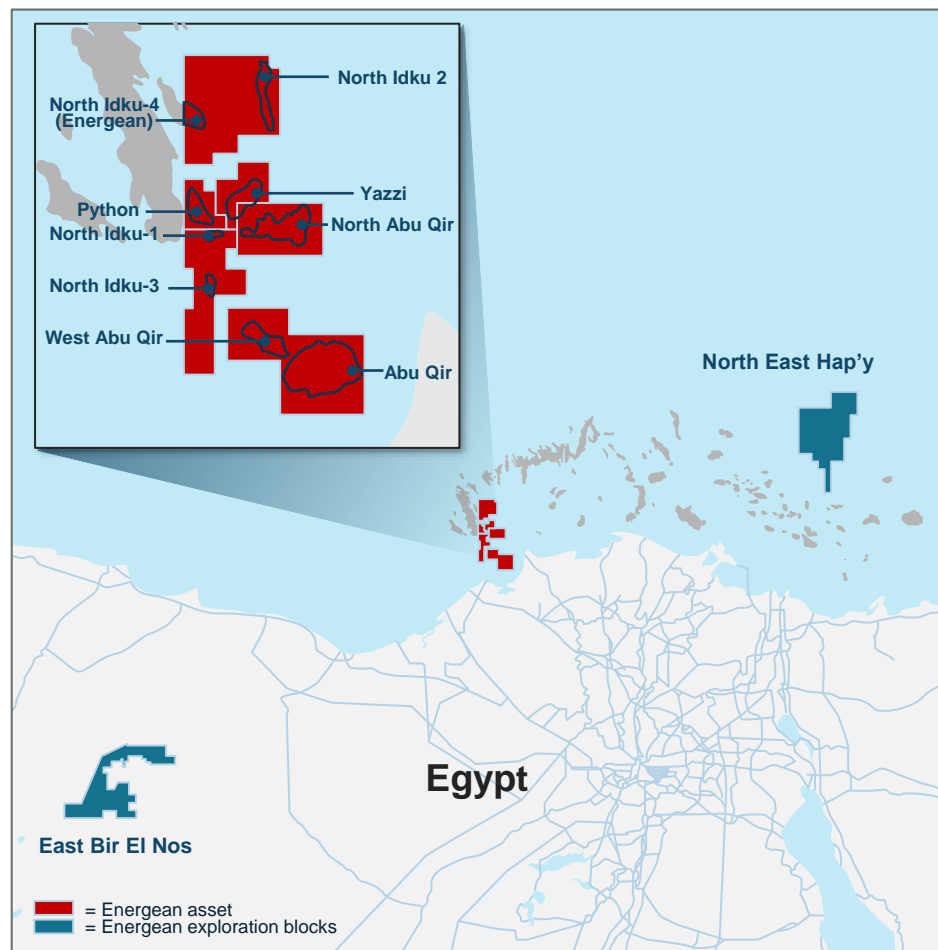 North Idku 2
North Idku-4
(Energean)
Yazzi
Python
North Abu Qir
North Idku-1
North Idku-3
West Abu Qir
Abu Qir
North East Hap'y
Egypt
East Bir El Nos
= Energean asset
= Energean exploration blocks